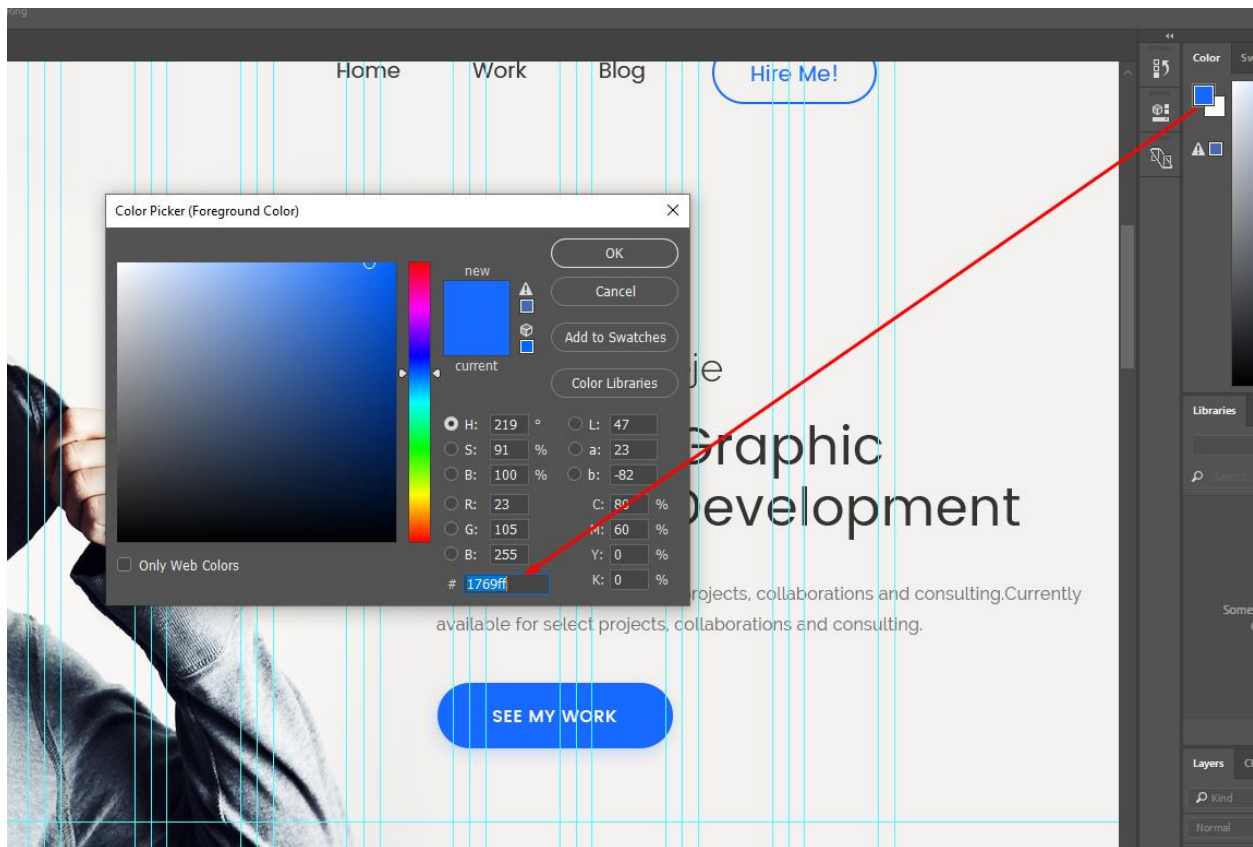 Home Work Blog Hire Me!
Color
Color Picker (Foreground Color)
new
current
OK
Cancel
Add to Swatches
Color Libraries
H: 219 °
S: 91 %
B: 100 %
L: 47
a: 23
b: -82
R: 23
G: 105
B: 255
C: 80 %
M: 60 %
Y: 0 %
K: 0 %
# 1769ff
Only Web Colors
je
Graphic
Development
rojects, collaborations and consulting.Currently
available for select projects, collaborations and consulting.
SEE MY WORK
Libraries
Search
Some
Layers
Kind
Normal